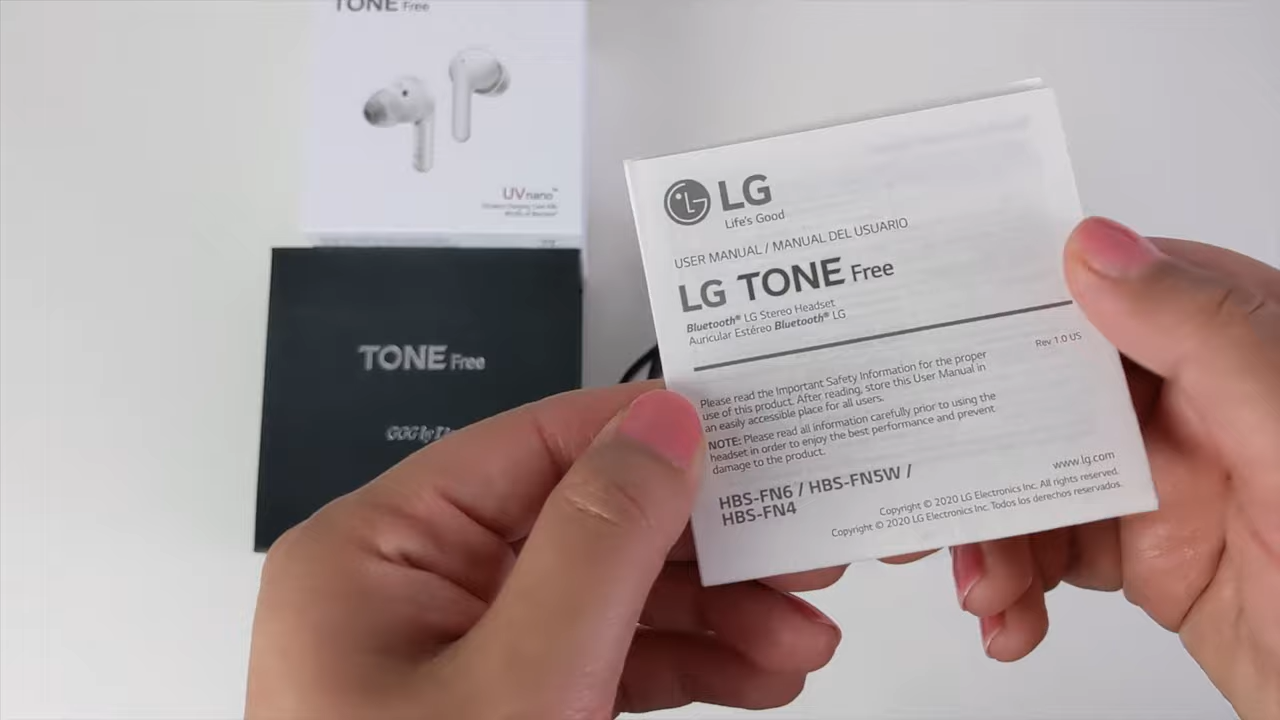 TONE Free
UVnano™
TONE Free
LG
Life's Good
USER MANUAL / MANUAL DEL USUARIO
LG TONE Free
Bluetooth® LG Stereo Headset
Auricular Estéreo Bluetooth® LG
Rev 1.0 US
Please read the Important Safety Information for the proper
use of this product. After reading, store this User Manual in
an easily accessible place for all users.
NOTE: Please read all information carefully prior to using the
headset in order to enjoy the best performance and prevent
damage to the product.
HBS-FN6 / HBS-FN5W /
HBS-FN4
www.lg.com
Copyright © 2020 LG Electronics Inc. All rights reserved.
Copyright © 2020 LG Electronics Inc. Todos los derechos reservados.